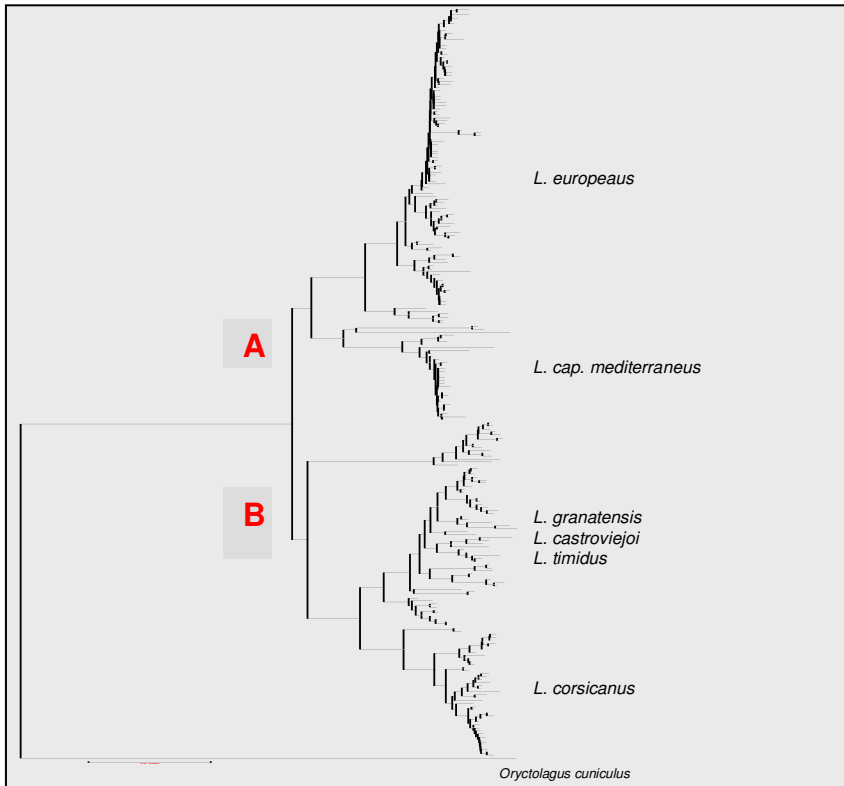 L. europeaus
A
L. cap. mediterraneus
B
L. granatensis
L. castroviejoi
L. timidus
L. corsicanus
Oryctolagus cuniculus